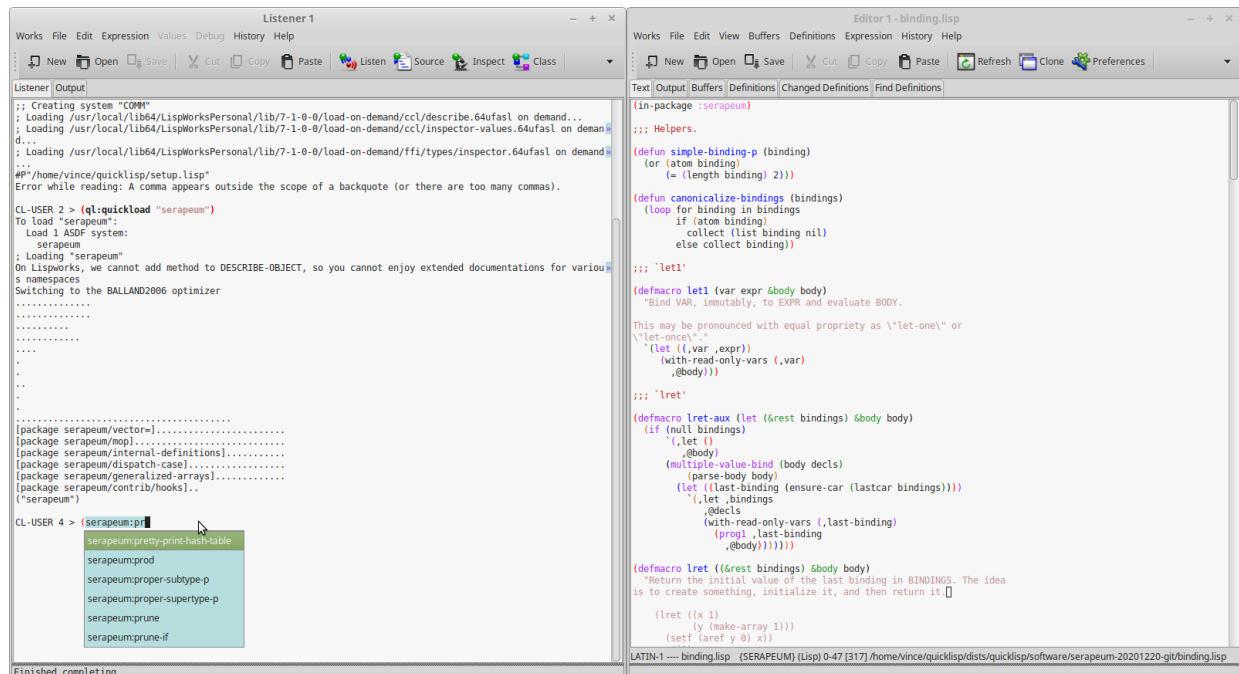 Listener 1
Works File Edit Expression Values Debug History Help
New Open Save Cut Copy Paste Listen Source Inspect Class
Listener Output
;; Creating system "COMM"
; Loading /usr/local/lib64/LispWorksPersonal/lib/7-1-0-0/load-on-demand/ccl/describe.64ufasl on demand...
; Loading /usr/local/lib64/LispWorksPersonal/lib/7-1-0-0/load-on-demand/ccl/inspector-values.64ufasl on deman
d...
; Loading /usr/local/lib64/LispWorksPersonal/lib/7-1-0-0/load-on-demand/ffi/types/inspector.64ufasl on demand
...
#P"/home/vince/quicklisp/setup.lisp"
Error while reading: A comma appears outside the scope of a backquote (or there are too many commas).
CL-USER 2 > (ql:quickload "serapeum")
To load "serapeum":
Load 1 ASDF system:
serapeum
; Loading "serapeum"
On Lispworks, we cannot add method to DESCRIBE-OBJECT, so you cannot enjoy extended documentations for variou
s namespaces
Switching to the BALLAND2006 optimizer
..............
..............
..........
............
....
.
.
..
.
.
.......................................
[package serapeum/vector=]........................
[package serapeum/mop]............................
[package serapeum/internal-definitions]...........
[package serapeum/dispatch-case]..................
[package serapeum/generalized-arrays].............
[package serapeum/contrib/hooks]..
("serapeum")
CL-USER 4 > (serapeum:pr
serapeum:pretty-print-hash-table
serapeum:prod
serapeum:proper-subtype-p
serapeum:proper-supertype-p
serapeum:prune
serapeum:prune-if
Finished completing
Editor 1 - binding.lisp
Works File Edit View Buffers Definitions Expression History Help
New Open Save Cut Copy Paste Refresh Clone Preferences
Text Output Buffers Definitions Changed Definitions Find Definitions
(in-package :serapeum)
;;; Helpers.
(defun simple-binding-p (binding)
(or (atom binding)
(= (length binding) 2)))
(defun canonicalize-bindings (bindings)
(loop for binding in bindings
if (atom binding)
collect (list binding nil)
else collect binding))
;;; `let1'
(defmacro let1 (var expr &body body)
"Bind VAR, immutably, to EXPR and evaluate BODY.
This may be pronounced with equal propriety as \"let-one\" or
\"let-once\"."
`(let ((,var ,expr))
(with-read-only-vars (,var)
,@body)))
;;; `lret'
(defmacro lret-aux (let (&rest bindings) &body body)
(if (null bindings)
`(,let ()
,@body)
(multiple-value-bind (body decls)
(parse-body body)
(let ((last-binding (ensure-car (lastcar bindings))))
`(,let ,bindings
,@decls
(with-read-only-vars (,last-binding)
(prog1 ,last-binding
,@body)))))))
(defmacro lret ((&rest bindings) &body body)
"Return the initial value of the last binding in BINDINGS. The idea
is to create something, initialize it, and then return it.
(lret ((x 1)
(y (make-array 1)))
(setf (aref y 0) x))
LATIN-1 ---- binding.lisp {SERAPEUM} (Lisp) 0-47 [317] /home/vince/quicklisp/dists/quicklisp/software/serapeum-20201220-git/binding.lisp